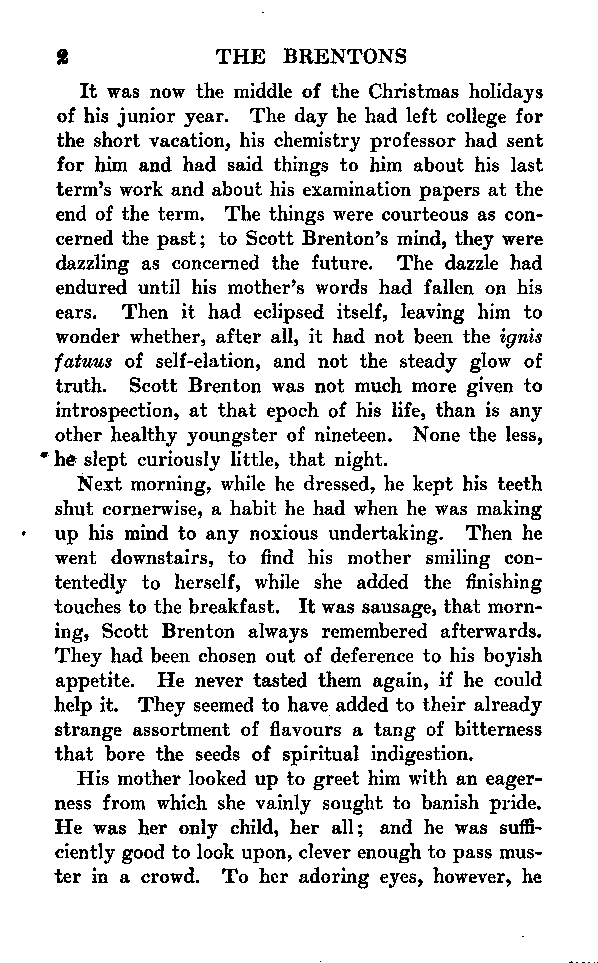 2 THE BRENTONS
It was now the middle of the Christmas holidays
of his junior year. The day he had left college for
the short vacation, his chemistry professor had sent
for him and had said things to him about his last
term's work and about his examination papers at the
end of the term. The things were courteous as con-
cerned the past; to Scott Brenton's mind, they were
dazzling as concerned the future. The dazzle had
endured until his mother's words had fallen on his
ears. Then it had eclipsed itself, leaving him to
wonder whether, after all, it had not been the ignis
fatuus of self-elation, and not the steady glow of
truth. Scott Brenton was not much more given to
introspection, at that epoch of his life, than is any
other healthy youngster of nineteen. None the less,
he slept curiously little, that night.
Next morning, while he dressed, he kept his teeth
shut cornerwise, a habit he had when he was making
up his mind to any noxious undertaking. Then he
went downstairs, to find his mother smiling con-
tentedly to herself, while she added the finishing
touches to the breakfast. It was sausage, that morn-
ing, Scott Brenton always remembered afterwards.
They had been chosen out of deference to his boyish
appetite. He never tasted them again, if he could
help it. They seemed to have added to their already
strange assortment of flavours a tang of bitterness
that bore the seeds of spiritual indigestion.
His mother looked up to greet him with an eager-
ness from which she vainly sought to banish pride.
He was her only child, her all; and he was suffi-
ciently good to look upon, clever enough to pass mus-
ter in a crowd. To her adoring eyes, however, he